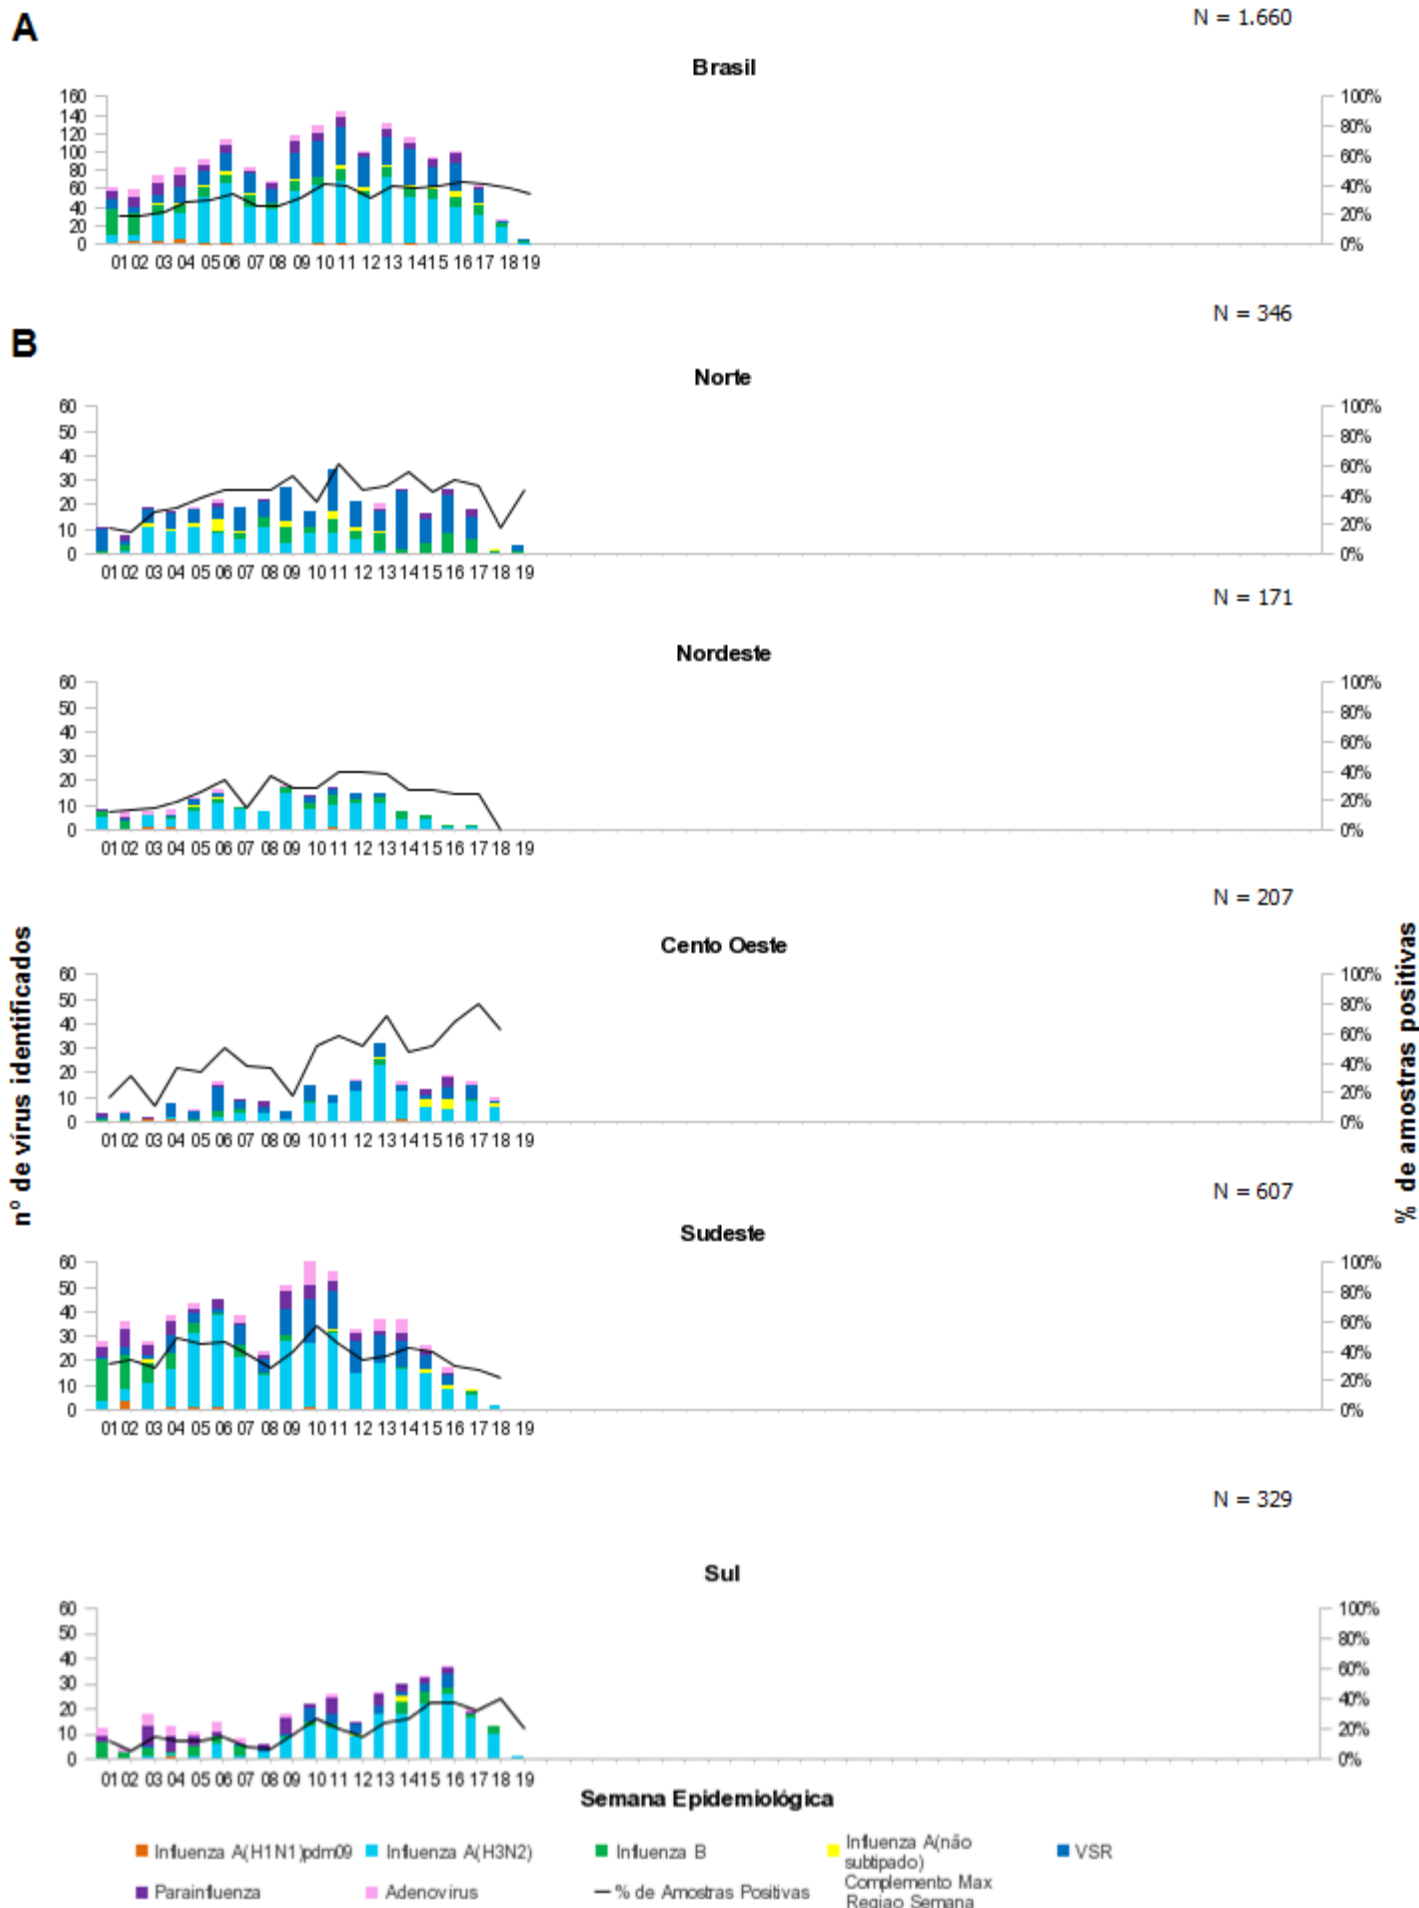 A
N = 1.660
Brasil
160
140
120
100
80
60
40
20
0
100%
80%
60%
40%
20%
0%
01 02 03 04 05 06 07 08 09 10 11 12 13 14 15 16 17 18 19
N = 346
B
Norte
60
50
40
30
20
10
0
100%
80%
60%
40%
20%
0%
01 02 03 04 05 06 07 08 09 10 11 12 13 14 15 16 17 18 19
N = 171
Nordeste
60
50
40
30
20
10
0
100%
80%
60%
40%
20%
0%
01 02 03 04 05 06 07 08 09 10 11 12 13 14 15 16 17 18 19
N = 207
Cento Oeste
60
50
40
30
20
10
0
100%
80%
60%
40%
20%
0%
01 02 03 04 05 06 07 08 09 10 11 12 13 14 15 16 17 18 19
nº de vírus identificados
% de amostras positivas
N = 607
Sudeste
60
50
40
30
20
10
0
100%
80%
60%
40%
20%
0%
01 02 03 04 05 06 07 08 09 10 11 12 13 14 15 16 17 18 19
N = 329
Sul
60
50
40
30
20
10
0
100%
80%
60%
40%
20%
0%
01 02 03 04 05 06 07 08 09 10 11 12 13 14 15 16 17 18 19
Semana Epidemiológica
Influenza A(H1N1)pdm09
Influenza A(H3N2)
Influenza B
Influenza A(não
subtipado)
VSR
Parainfluenza
Adenovirus
% de Amostras Positivas
Complemento Max
Regiao Semana